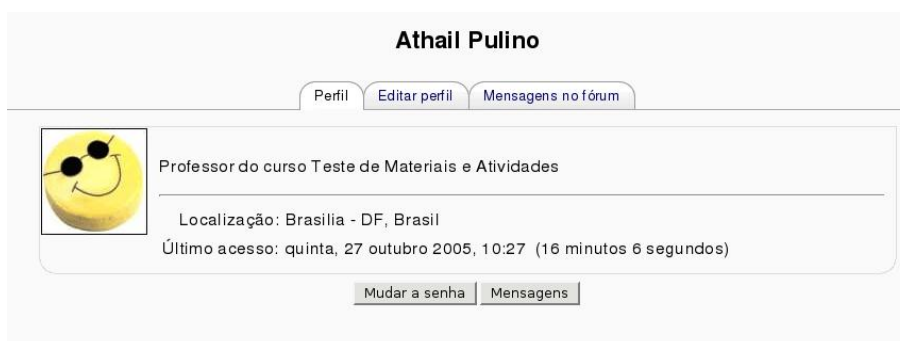 Athail Pulino
Perfil
Editar perfil
Mensagens no fórum
Professor do curso Teste de Materiais e Atividades
Localização: Brasilia - DF, Brasil
Último acesso: quinta, 27 outubro 2005, 10:27 (16 minutos 6 segundos)
Mudar a senha
Mensagens